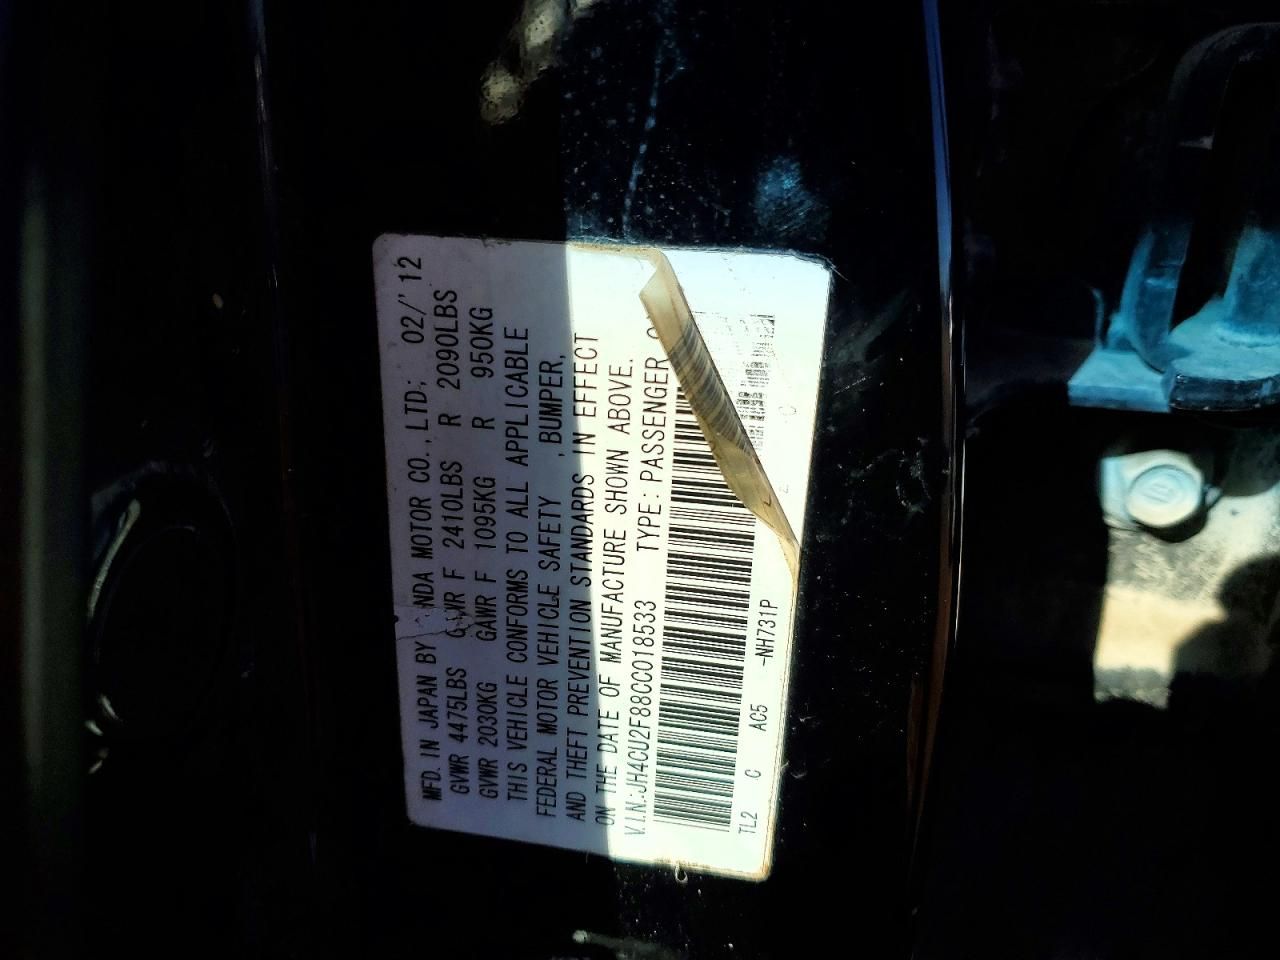 MFD. IN JAPAN BY NDA MOTOR CO., LTD; 02/'12
GVWR 4475LBS GAWR F 2410LBS R 2090LBS
GVWR 2030KG GAWR F 1095KG R 950KG
THIS VEHICLE CONFORMS TO ALL APPLICABLE
FEDERAL MOTOR VEHICLE SAFETY ,BUMPER,
AND THEFT PREVENTION STANDARDS IN EFFECT
ON THE DATE OF MANUFACTURE SHOWN ABOVE.
V.I.N.:JH4CU2F88CC018533 TYPE: PASSENGER
TL2 C AC5 -NH731P